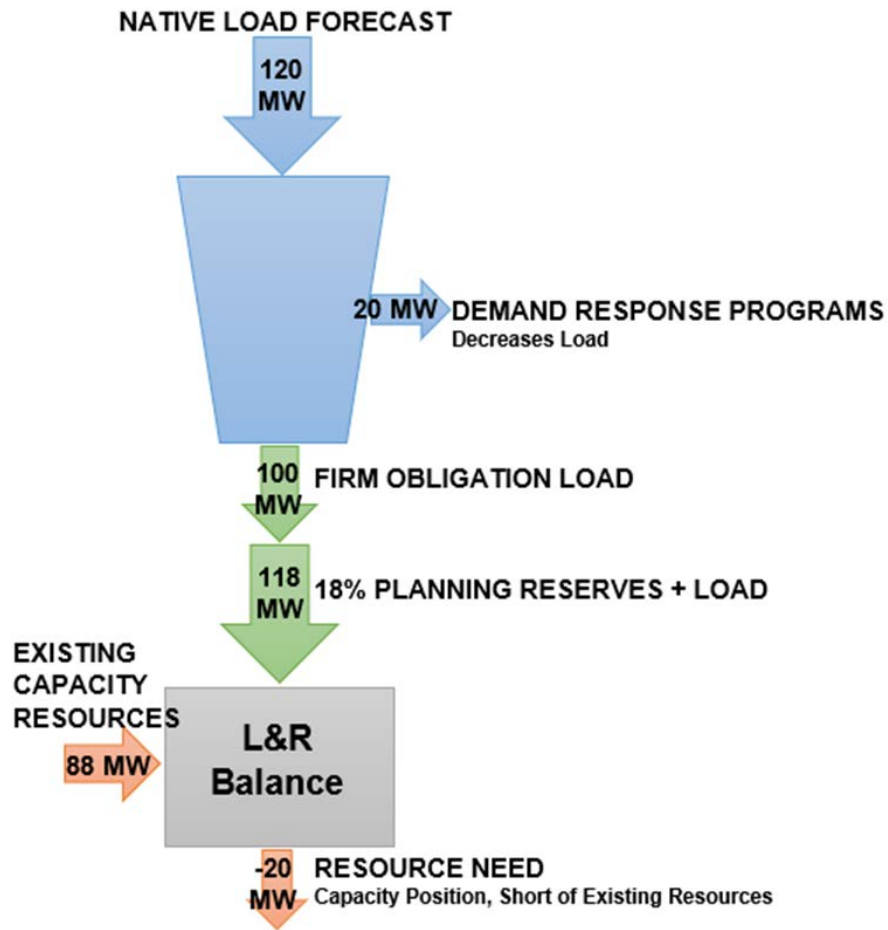 NATIVE LOAD FORECAST
120
MW
20 MW
DEMAND RESPONSE PROGRAMS
Decreases Load
100
MW
FIRM OBLIGATION LOAD
118
MW
18% PLANNING RESERVES + LOAD
EXISTING
CAPACITY
RESOURCES
88 MW
L&R
Balance
-20
MW
RESOURCE NEED
Capacity Position, Short of Existing Resources